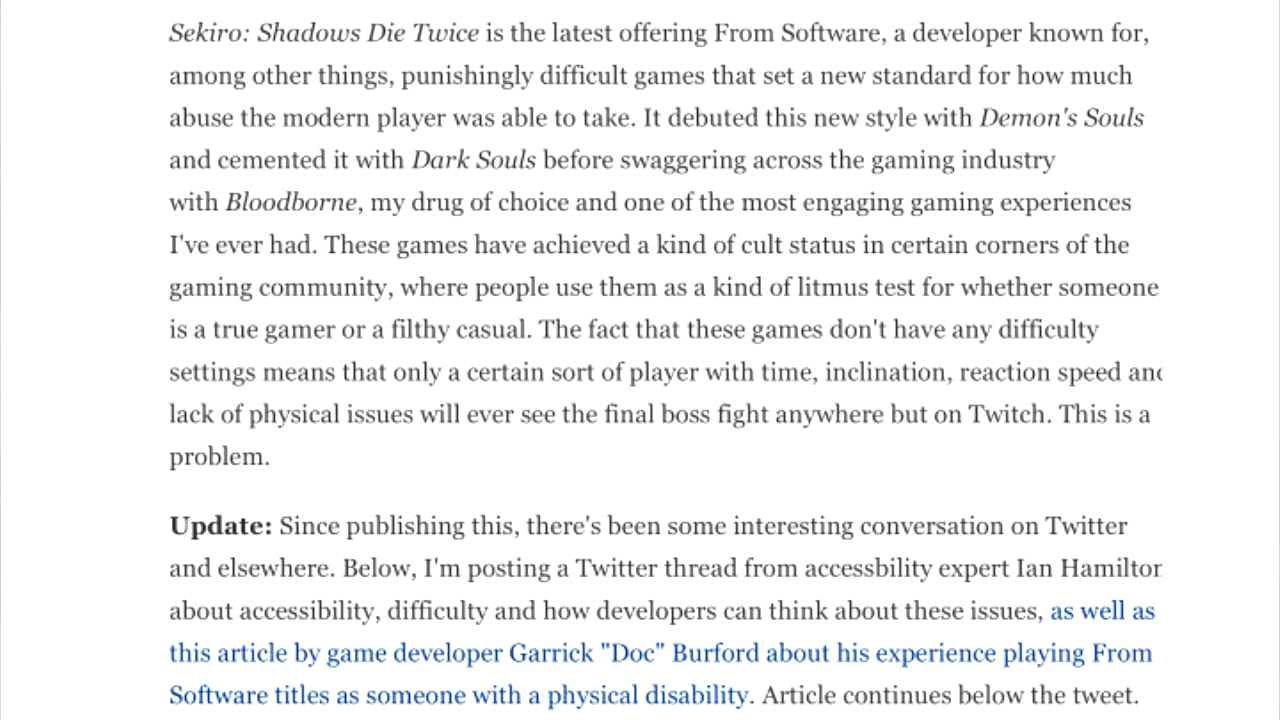 Sekiro: Shadows Die Twice is the latest offering From Software, a developer known for,
among other things, punishingly difficult games that set a new standard for how much
abuse the modern player was able to take. It debuted this new style with Demon's Souls
and cemented it with Dark Souls before swaggering across the gaming industry
with Bloodborne, my drug of choice and one of the most engaging gaming experiences
I've ever had. These games have achieved a kind of cult status in certain corners of the
gaming community, where people use them as a kind of litmus test for whether someone
is a true gamer or a filthy casual. The fact that these games don't have any difficulty
settings means that only a certain sort of player with time, inclination, reaction speed and
lack of physical issues will ever see the final boss fight anywhere but on Twitch. This is a
problem.
Update: Since publishing this, there's been some interesting conversation on Twitter
and elsewhere. Below, I'm posting a Twitter thread from accessbility expert Ian Hamilton
about accessibility, difficulty and how developers can think about these issues, as well as
this article by game developer Garrick "Doc" Burford about his experience playing From
Software titles as someone with a physical disability. Article continues below the tweet.